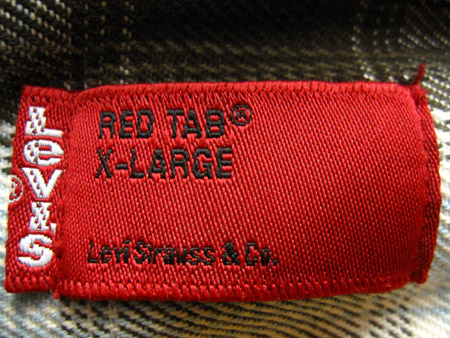 LEVI'S
®
RED TAB®
X-LARGE
Levi Strauss & Co.